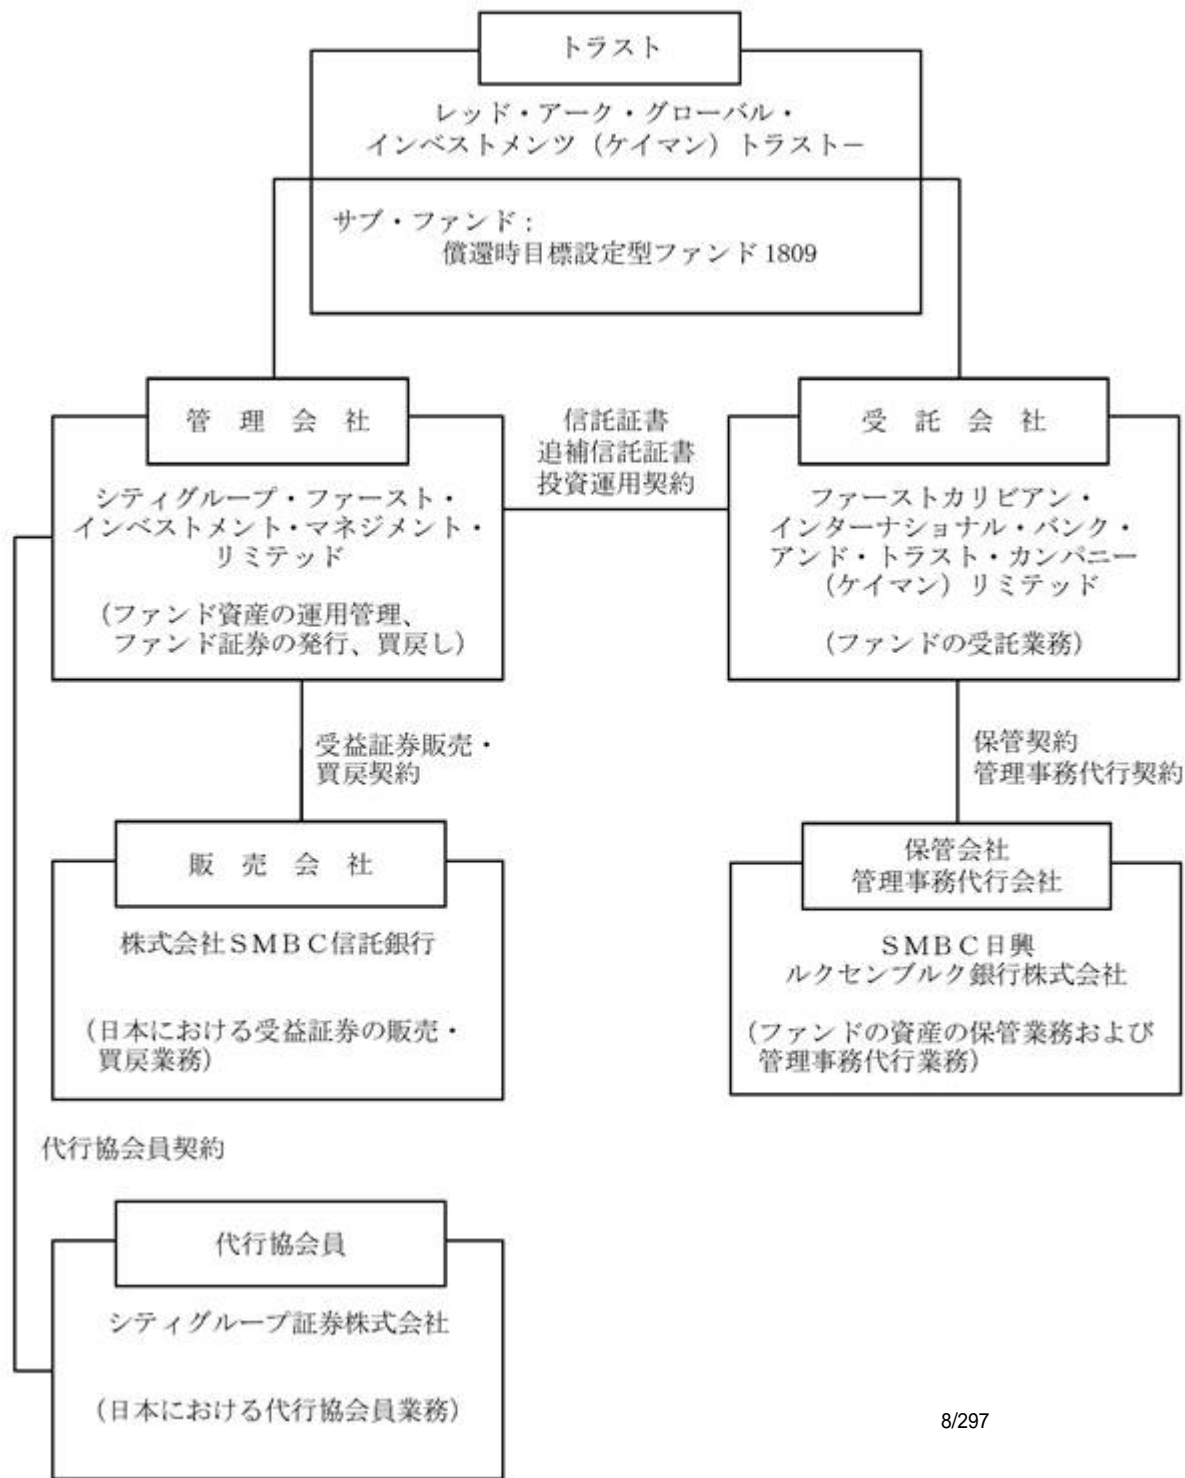 トラスト
レッド・アーク・グローバル・
インベストメンツ（ケイマン）トラスト－
サブ・ファンド：
償還時目標設定型ファンド 1809
管　理　会　社
シティグループ・ファースト・
インベストメント・マネジメント・
リミテッド
（ファンド資産の運用管理、
ファンド証券の発行、買戻し）
信託証書
追補信託証書
投資運用契約
受　託　会　社
ファーストカリビアン・
インターナショナル・バンク・
アンド・トラスト・カンパニー
（ケイマン）リミテッド
（ファンドの受託業務）
受益証券販売・
買戻契約
保管契約
管理事務代行契約
販　売　会　社
株式会社ＳＭＢＣ信託銀行
（日本における受益証券の販売・
買戻業務）
保管会社
管理事務代行会社
ＳＭＢＣ日興
ルクセンブルク銀行株式会社
（ファンドの資産の保管業務および
管理事務代行業務）
代行協会員契約
代行協会員
シティグループ証券株式会社
（日本における代行協会員業務）
8/297